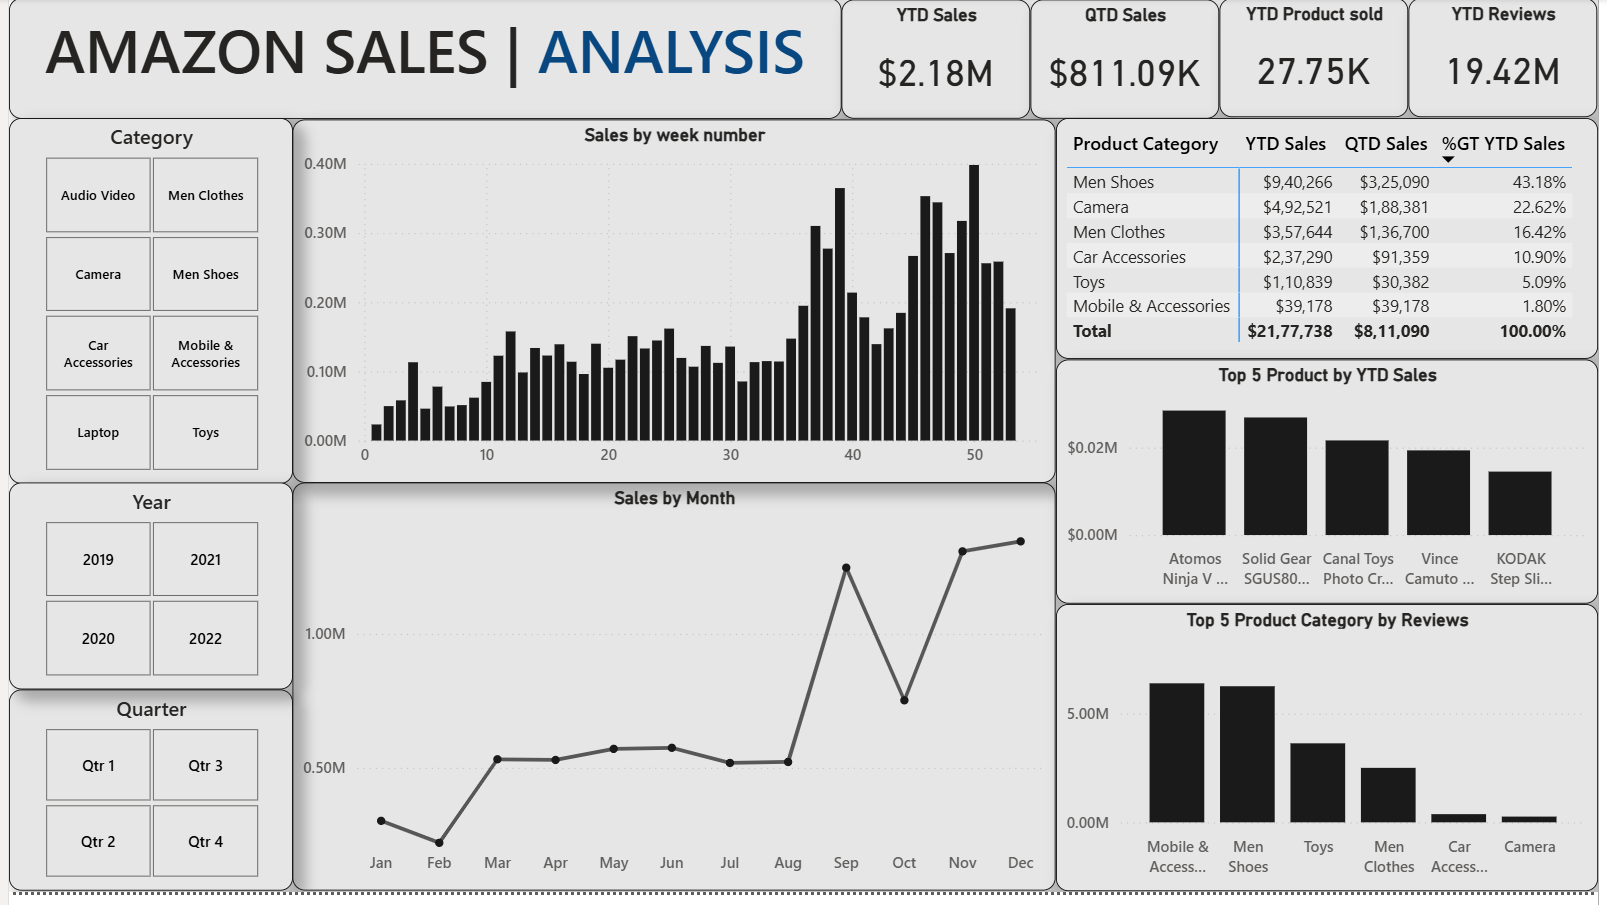 AMAZON SALES | ANALYSIS
YTD Sales
$2.18M
QTD Sales
$811.09K
YTD Product sold
27.75K
YTD Reviews
19.42M
Category
Audio Video
Men Clothes
Camera
Men Shoes
Car
Accessories
Mobile &
Accessories
Laptop
Toys
Year
2019
2021
2020
2022
Quarter
Qtr 1
Qtr 3
Qtr 2
Qtr 4
Sales by week number
0.40M
0.30M
0.20M
0.10M
0.00M
0 10 20 30 40 50
Sales by Month
1.00M
0.50M
Jan Feb Mar Apr May Jun Jul Aug Sep Oct Nov Dec
Product Category YTD Sales QTD Sales %GT YTD Sales
Men Shoes $9,40,266 $3,25,090 43.18%
Camera $4,92,521 $1,88,381 22.62%
Men Clothes $3,57,644 $1,36,700 16.42%
Car Accessories $2,37,290 $91,359 10.90%
Toys $1,10,839 $30,382 5.09%
Mobile & Accessories $39,178 $39,178 1.80%
Total $21,77,738 $8,11,090 100.00%
Top 5 Product by YTD Sales
$0.02M
$0.00M
Atomos
Ninja V ...
Solid Gear
SGUS80...
Canal Toys
Photo Cr...
Vince
Camuto ...
KODAK
Step Sli...
Top 5 Product Category by Reviews
5.00M
0.00M
Mobile &
Access...
Men
Shoes
Toys
Men
Clothes
Car
Access...
Camera